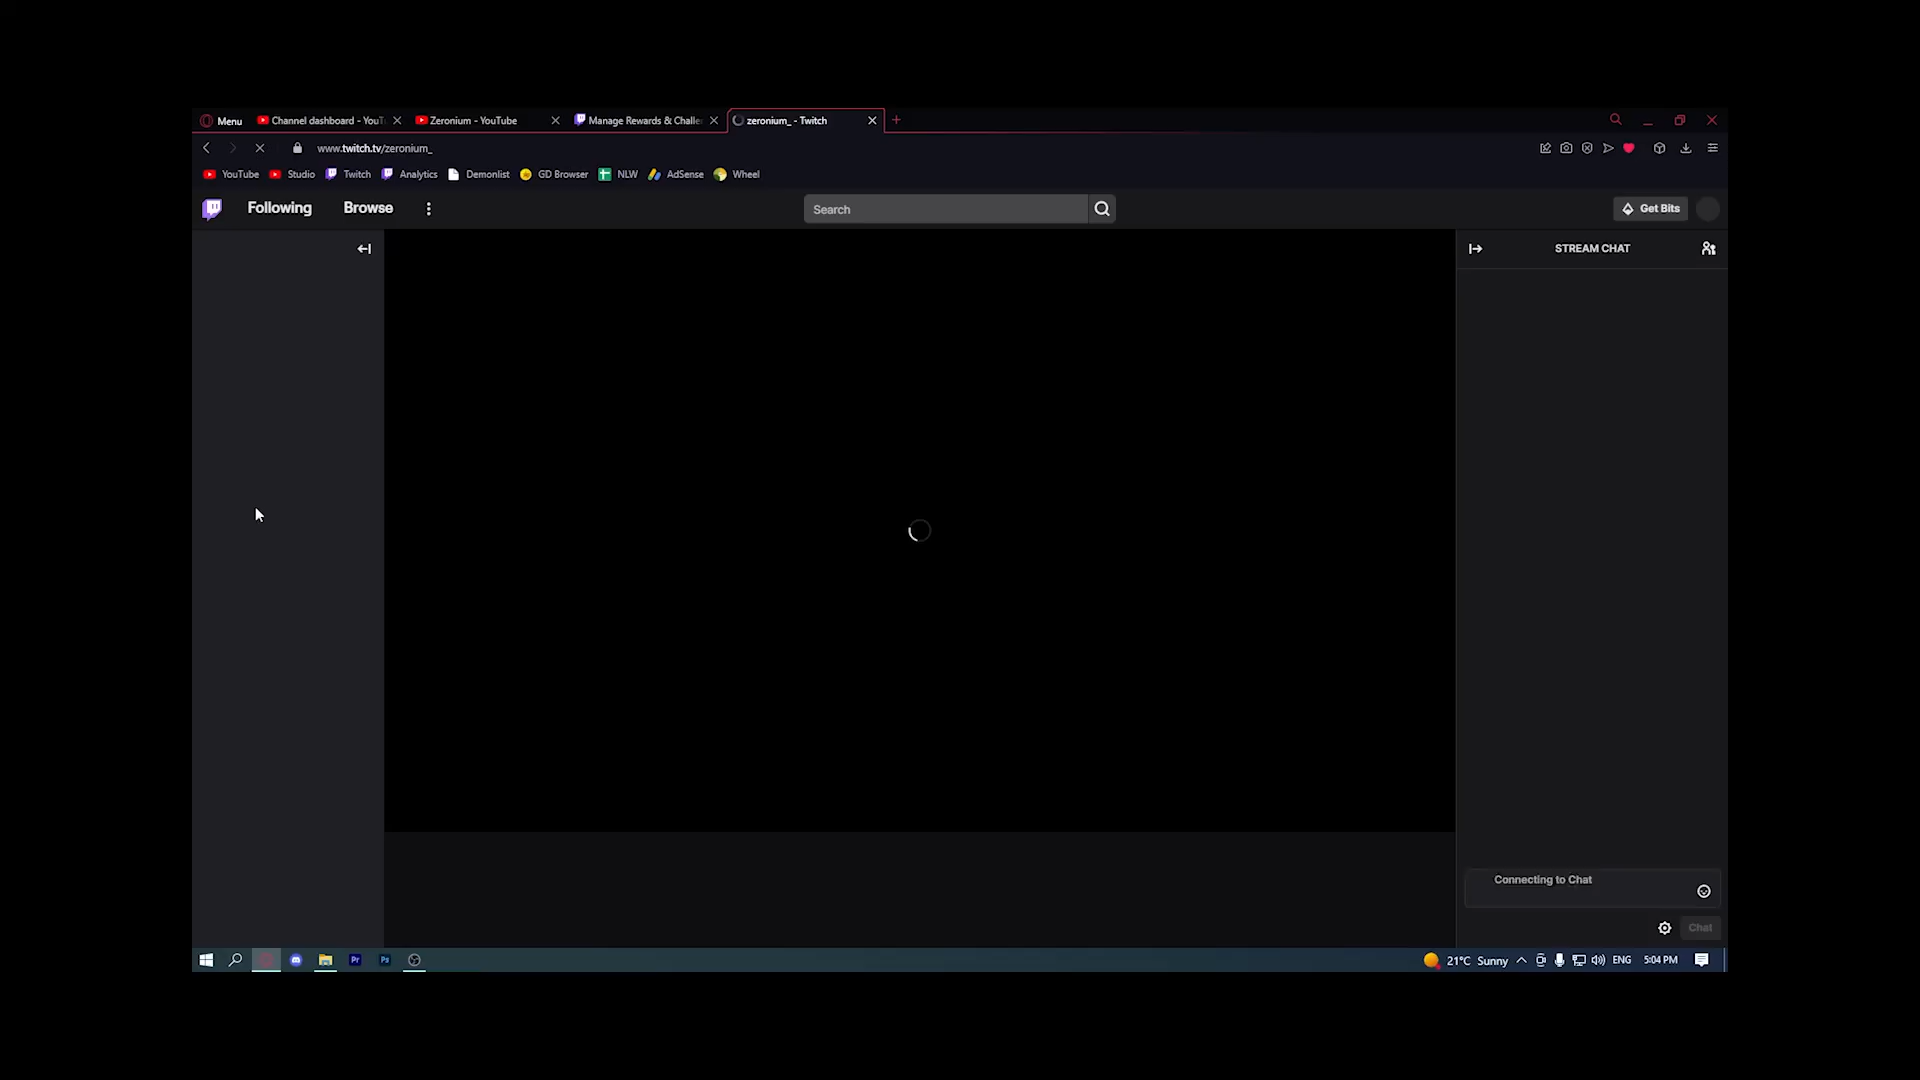 Menu Channel dashboard - YouT Zeronium - YouTube Manage Rewards & Challe zeronium_ - Twitch
www.twitch.tv/zeronium_
YouTube Studio Twitch Analytics Demonlist GD Browser NLW AdSense Wheel
Following Browse Search Get Bits
STREAM CHAT
Connecting to Chat
Chat
Pr Ps 21°C Sunny ENG 5:04 PM